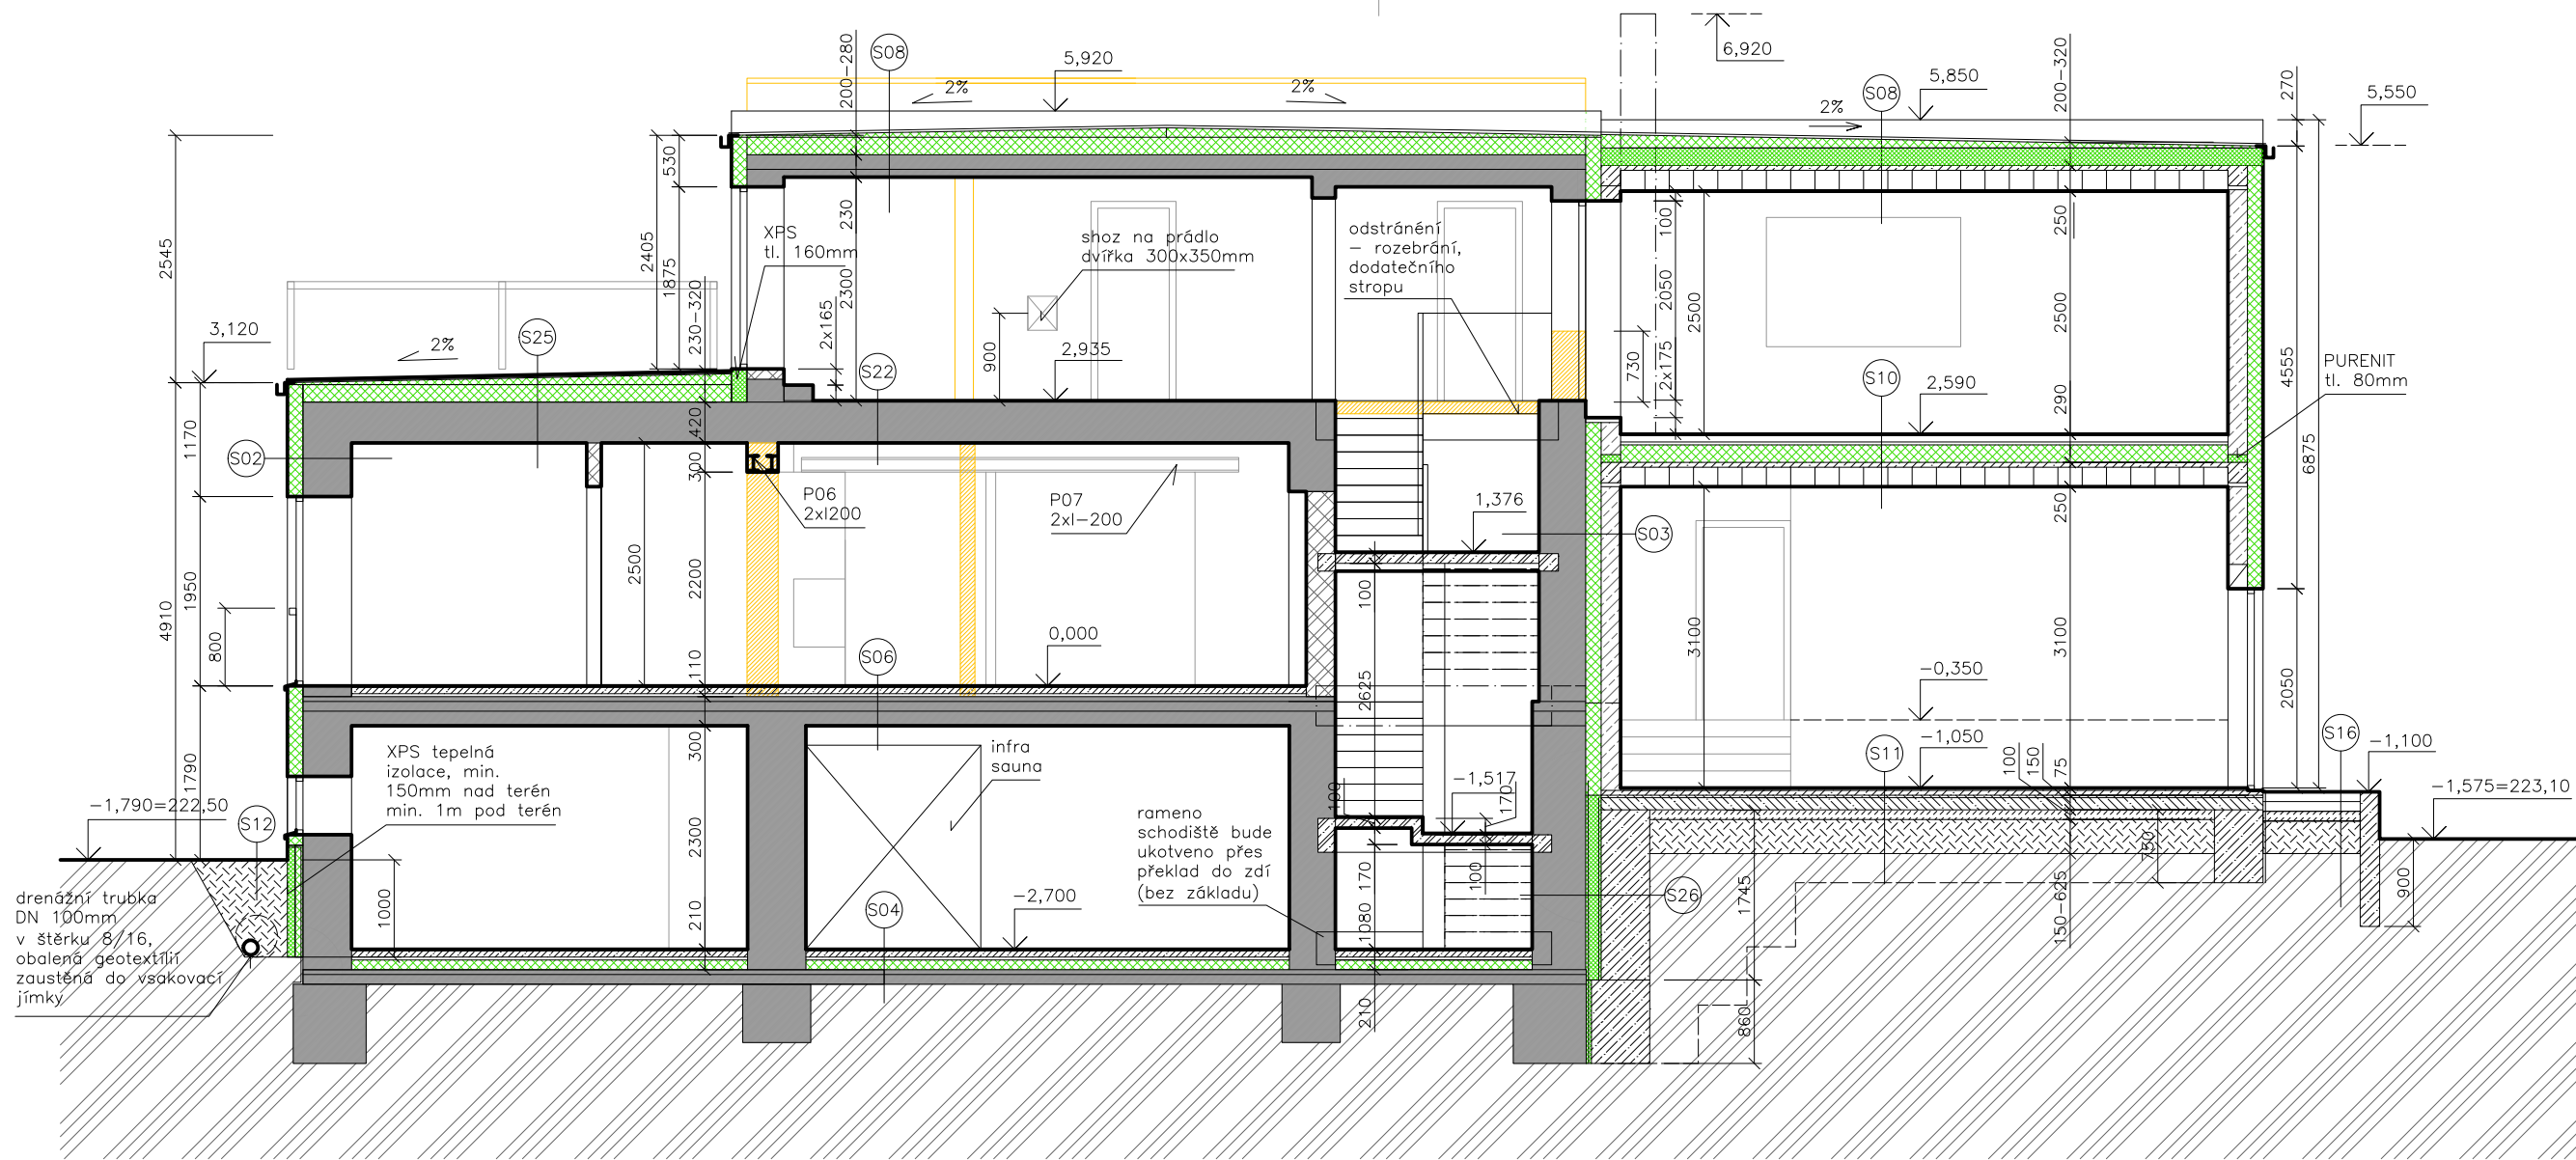 6,920
S08
5,920
200-280
2%
2%
S08
5,850
200-320
270
5,550
2%
530
2545
2405
1875
230
XPS
tl. 160mm
shoz na prádlo
dvířka 300x350mm
odstránění
– rozebrání,
dodatečního
stropu
100
250
2300
2050
2500
2500
3,120
2%
S25
230-320
2x165
900
2,935
S22
730
2x175
S10
2,590
4555
PURENIT
tl. 80mm
290
6875
1170
S02
420
300
P06
2xI200
P07
2xI-200
1,376
S03
250
2500
2200
1950
4910
800
100
0,000
S06
110
2625
3100
3100
-0,350
2050
S16
-1,050
S11
-1,100
100
150
75
1790
XPS tepelná
izolace, min.
150mm nad terén
min. 1m pod terén
300
infra
sauna
-1,517
100
170
-1,790=222,50
S12
-1,575=223,10
rameno
schodiště bude
ukotveno přes
překlad do zdí
(bez základu)
2300
750
170
100
1745
900
drenážní trubka
DN 100mm
v štěrku 8/16,
obalená geotextílií
zaustěná do vsakovací
jímky
1000
210
S04
-2,700
1080
S26
150-625
210
860